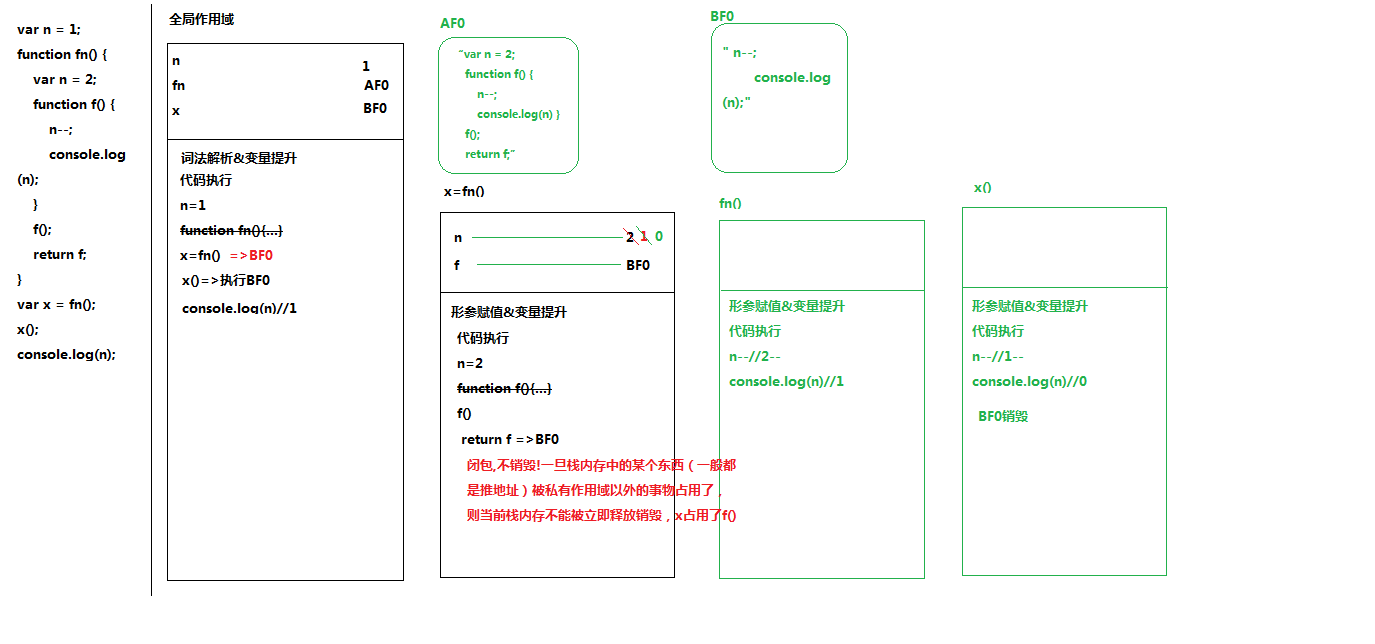 var n = 1;
function fn() {
var n = 2;
function f() {
n--;
console.log
(n);
}
f();
return f;
}
var x = fn();
x();
console.log(n);
全局作用域
n 1
fn AF0
x BF0
词法解析&变量提升
代码执行
n=1
function fn(){...}
x=fn() =>BF0
x()=>执行BF0
console.log(n)//1
AF0
"var n = 2;
function f() {
n--;
console.log(n) }
f();
return f;"
BF0
" n--;
console.log
(n);"
x=fn()
n 2 1 0
f BF0
形参赋值&变量提升
代码执行
n=2
function f(){...}
f()
return f =>BF0
闭包,不销毁!一旦栈内存中的某个东西（一般都
是推地址）被私有作用域以外的事物占用了，
则当前栈内存不能被立即释放销毁，x占用了f()
fn()
形参赋值&变量提升
代码执行
n--//2--
console.log(n)//1
x()
形参赋值&变量提升
代码执行
n--//1--
console.log(n)//0
BF0销毁